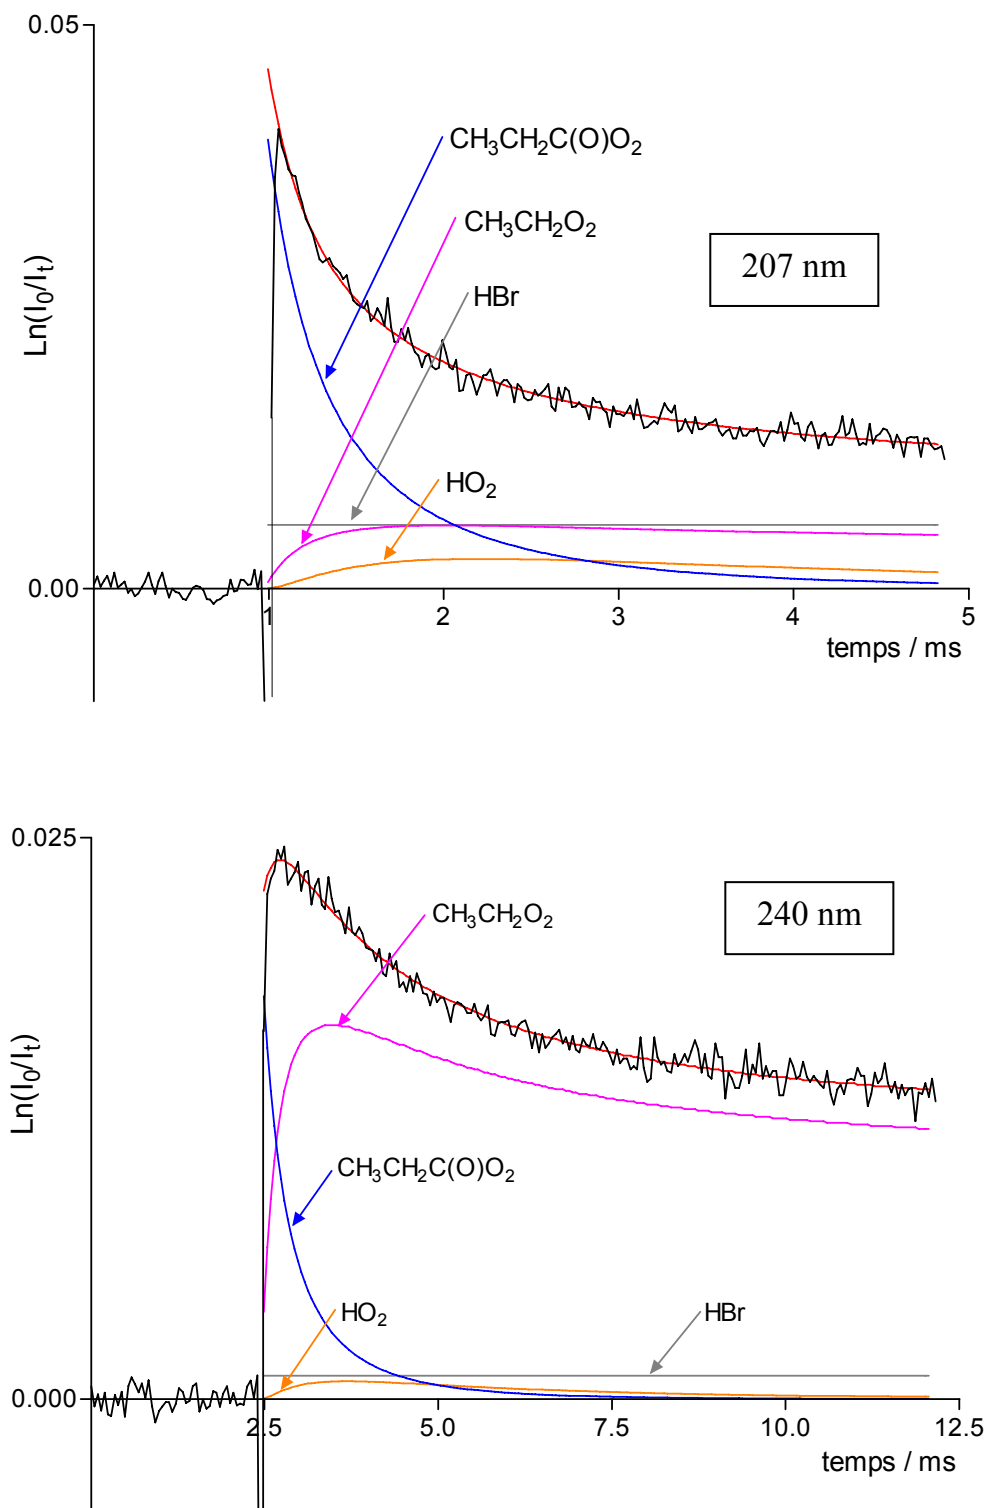 0.05
CH₃CH₂C(O)O₂
CH₃CH₂O₂
207 nm
HBr
Ln(I₀/Iₜ)
HO₂
0.00
1
2
3
4
5
temps / ms
0.025
240 nm
CH₃CH₂O₂
Ln(I₀/Iₜ)
CH₃CH₂C(O)O₂
HO₂
HBr
0.000
2.5
5.0
7.5
10.0
12.5
temps / ms